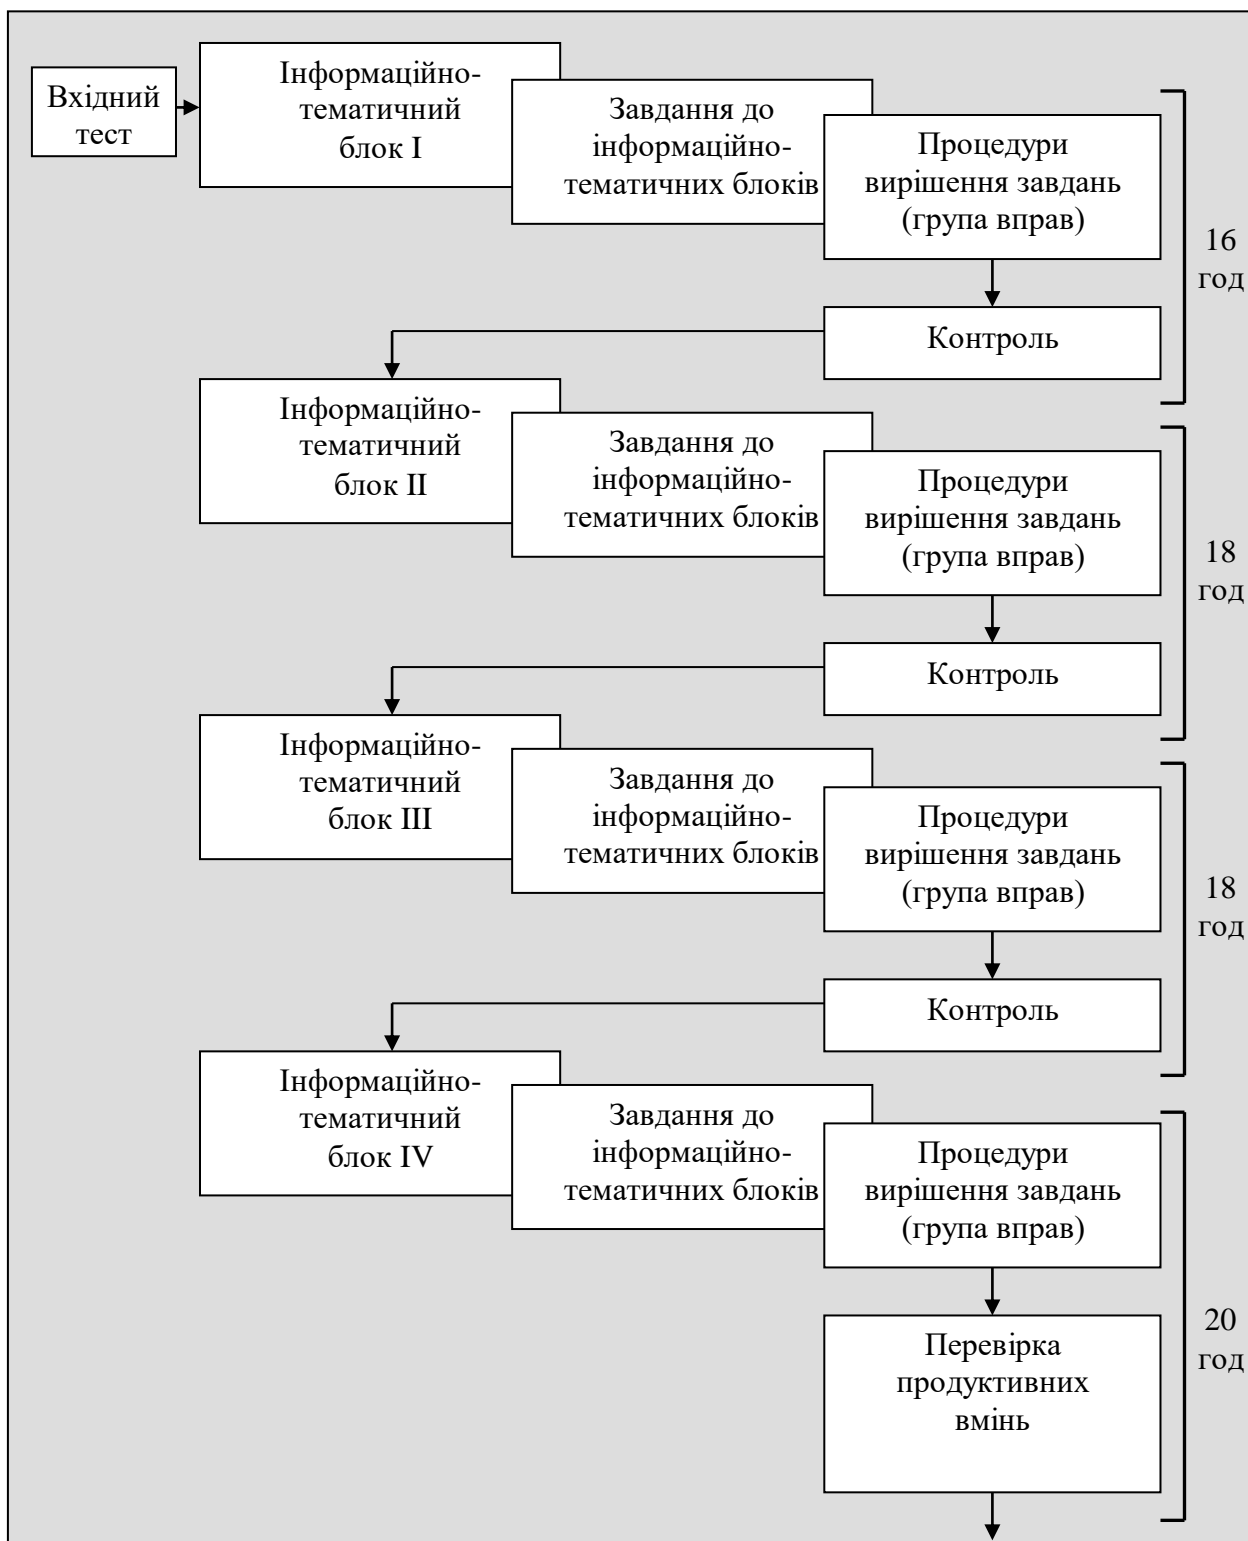 Вхідний
тест
Інформаційно-
тематичний
блок I
Завдання до
інформаційно-
тематичних блоків
Процедури
вирішення завдань
(група вправ)
16
год
Контроль
Інформаційно-
тематичний
блок II
Завдання до
інформаційно-
тематичних блоків
Процедури
вирішення завдань
(група вправ)
18
год
Контроль
Інформаційно-
тематичний
блок III
Завдання до
інформаційно-
тематичних блоків
Процедури
вирішення завдань
(група вправ)
18
год
Контроль
Інформаційно-
тематичний
блок IV
Завдання до
інформаційно-
тематичних блоків
Процедури
вирішення завдань
(група вправ)
20
год
Перевірка
продуктивних
вмінь